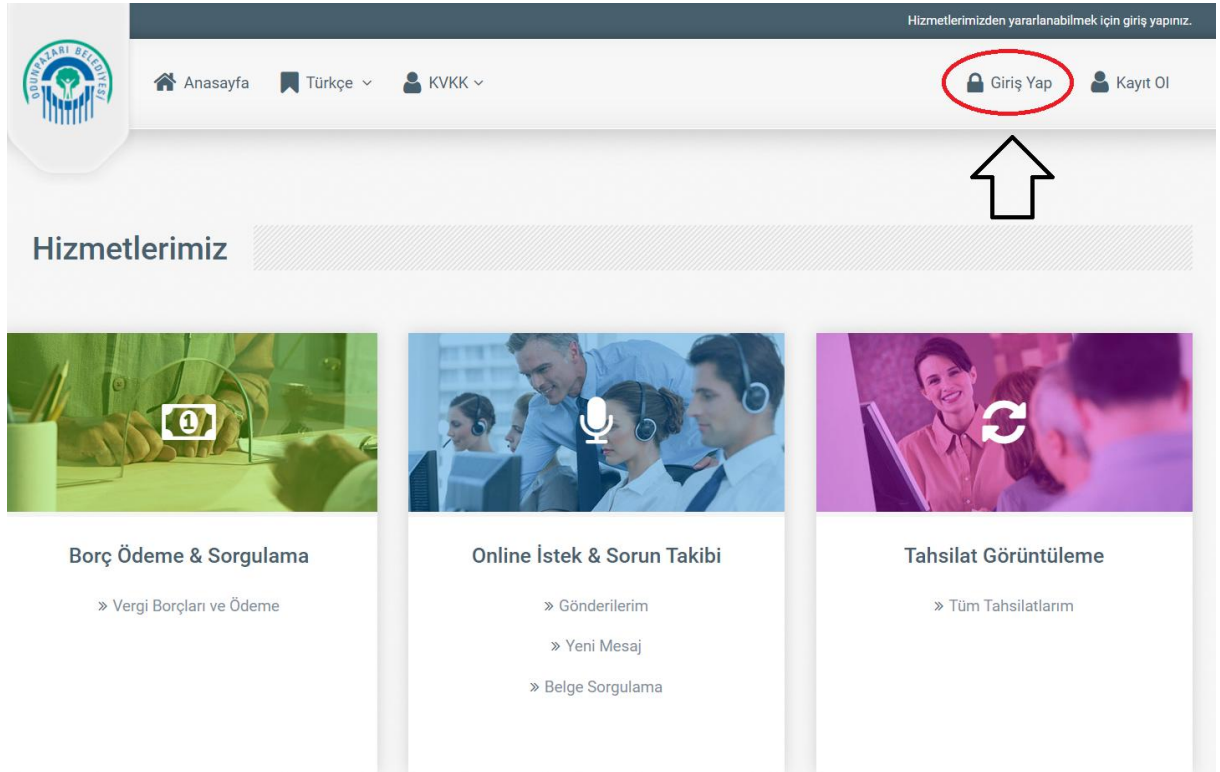 Hizmetlerimizden yararlanabilmek için giriş yapınız.
ODUNPAZARI BELEDİYESİ
Anasayfa Türkçe KVKK Giriş Yap Kayıt Ol
Hizmetlerimiz
1
Borç Ödeme & Sorgulama
» Vergi Borçları ve Ödeme
Online İstek & Sorun Takibi
» Gönderilerim
» Yeni Mesaj
» Belge Sorgulama
Tahsilat Görüntüleme
» Tüm Tahsilatlarım